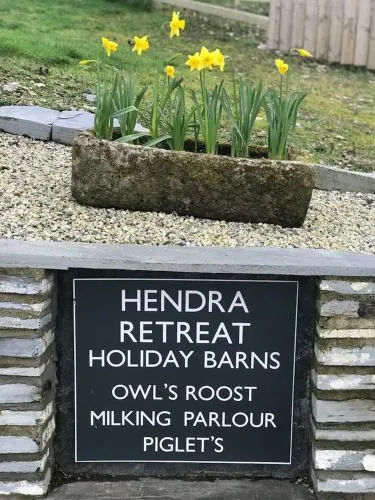 HENDRA
RETREAT
HOLIDAY BARNS
OWL'S ROOST
MILKING PARLOUR
PIGLET'S